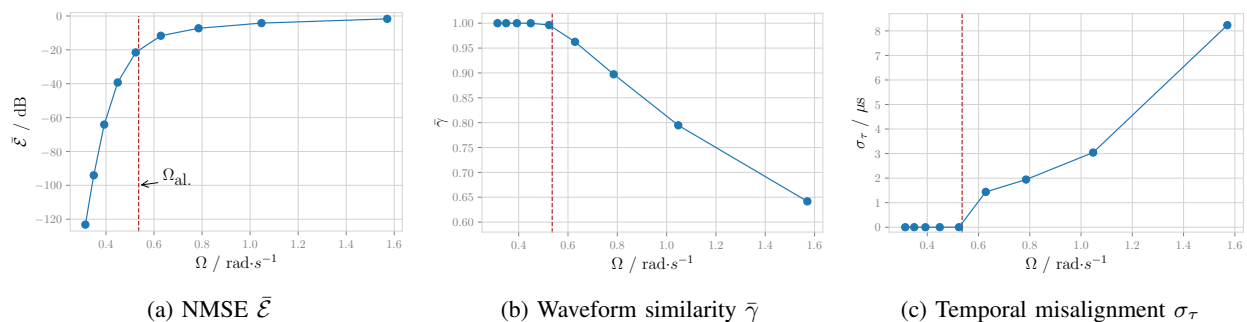 0
−20
−40
−60
−80
−100
−120
Ē / dB
Ω_al.
0.4 0.6 0.8 1.0 1.2 1.4 1.6
Ω / rad·s⁻¹
(a) NMSE Ē
1.00
0.95
0.90
0.85
0.80
0.75
0.70
0.65
0.60
γ̄
0.4 0.6 0.8 1.0 1.2 1.4 1.6
Ω / rad·s⁻¹
(b) Waveform similarity γ̄
8
7
6
5
4
3
2
1
0
σ_τ / μs
0.4 0.6 0.8 1.0 1.2 1.4 1.6
Ω / rad·s⁻¹
(c) Temporal misalignment σ_τ